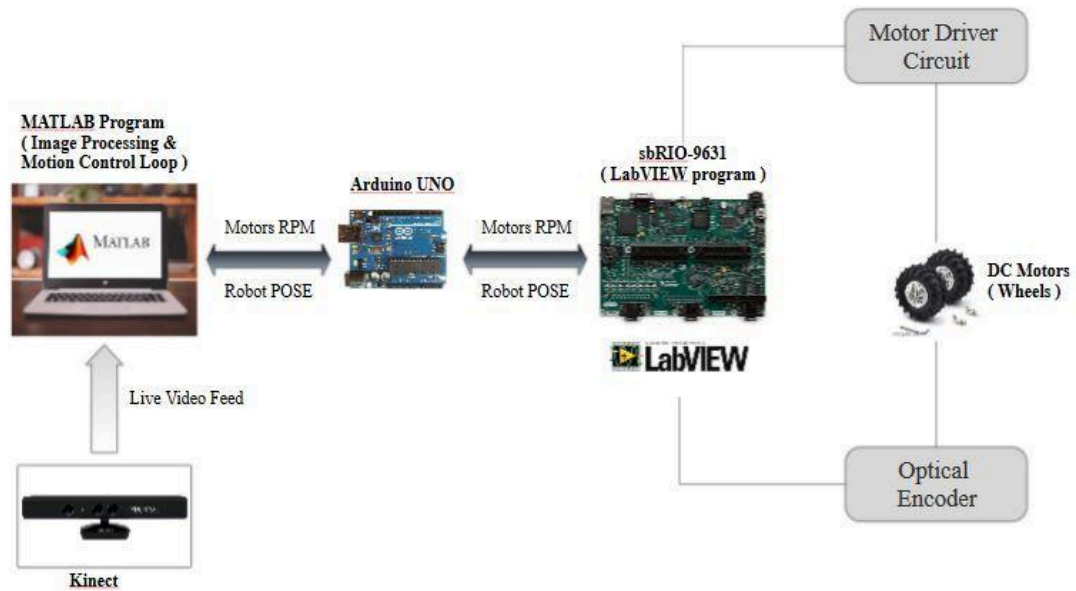 Motor Driver
Circuit
MATLAB Program
( Image Processing &
Motion Control Loop )
MATLAB
Arduino UNO
sbRIO-9631
( LabVIEW program )
Motors RPM
Robot POSE
Motors RPM
Robot POSE
DC Motors
( Wheels )
LabVIEW
Live Video Feed
Optical
Encoder
Kinect